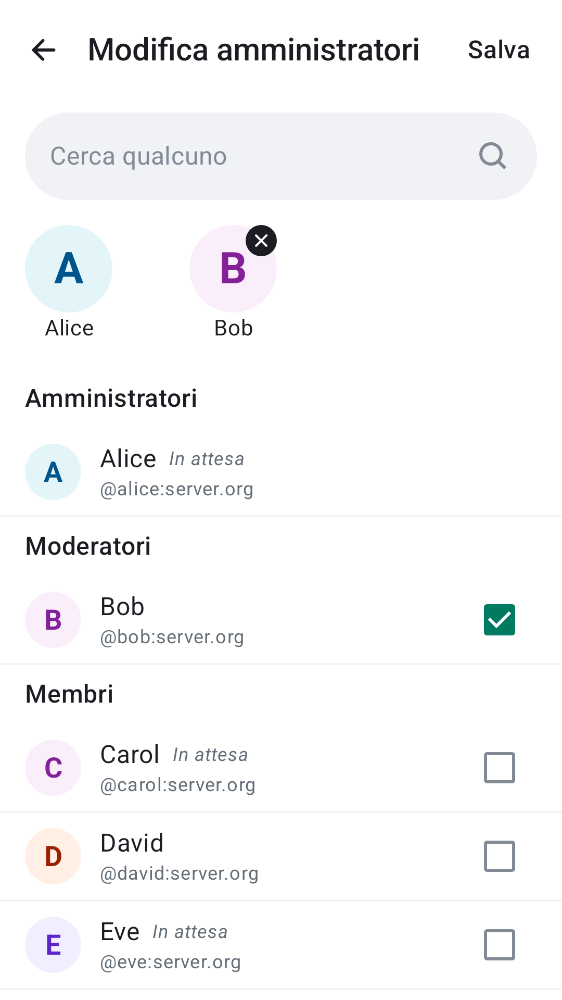 Modifica amministratori
Salva
Cerca qualcuno
A
B
Alice
Bob
Amministratori
A
Alice In attesa
@alice:server.org
Moderatori
B
Bob
@bob:server.org
Membri
C
Carol In attesa
@carol:server.org
D
David
@david:server.org
E
Eve In attesa
@eve:server.org